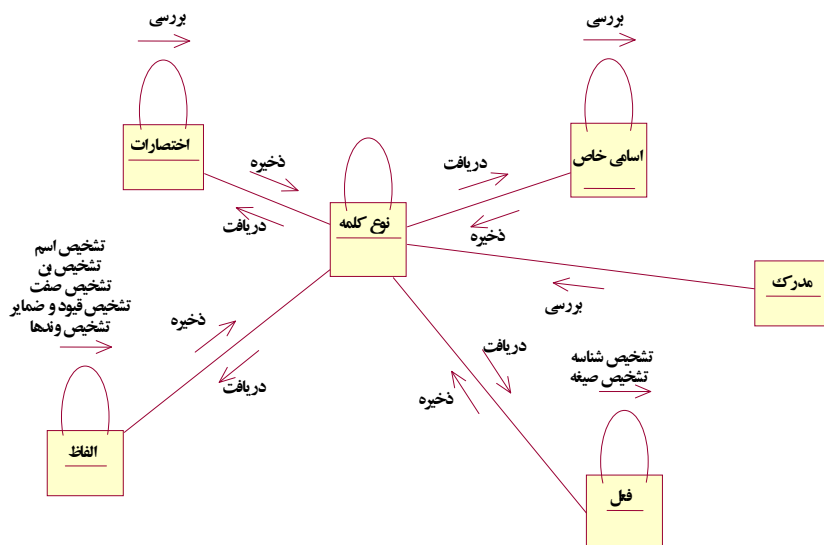 بررسی
بررسی
اختصارات
اسامی خاص
ذخیره
دریافت
نوع کلمه
دریافت
ذخیره
مدرک
بررسی
تشخیص اسم
تشخیص بن
تشخیص صفت
تشخیص قیود و ضمایر
تشخیص وندها
ذخیره
دریافت
دریافت
ذخیره
تشخیص شناسه
تشخیص صیغه
الفاظ
فعل